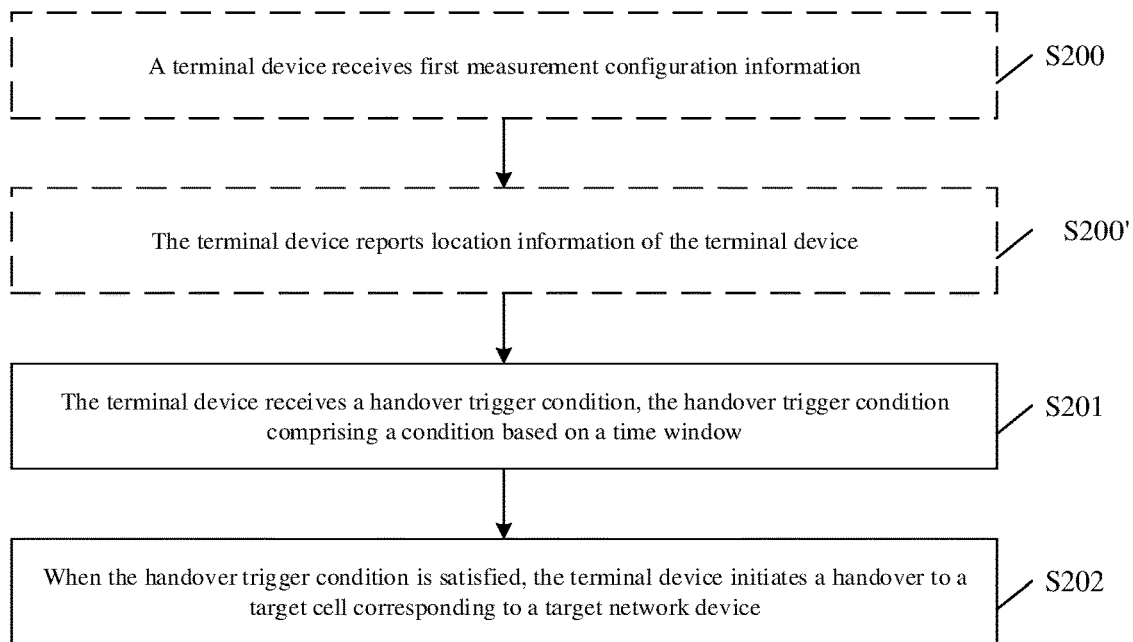 A terminal device receives first measurement configuration information
S200
The terminal device reports location information of the terminal device
S200'
The terminal device receives a handover trigger condition, the handover trigger condition
comprising a condition based on a time window
S201
When the handover trigger condition is satisfied, the terminal device initiates a handover to a
target cell corresponding to a target network device
S202